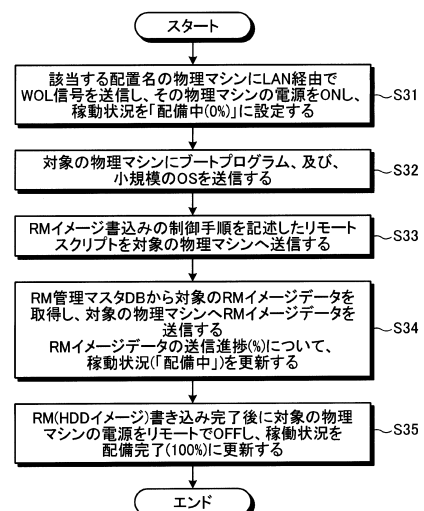 スタート
該当する配置名の物理マシンにLAN経由で
WOL信号を送信し、その物理マシンの電源をONし、
稼動状況を「配備中(0%)」に設定する
S31
対象の物理マシンにブートプログラム、及び、
小規模のOSを送信する
S32
RMイメージ書込みの制御手順を記述したリモート
スクリプトを対象の物理マシンへ送信する
S33
RM管理マスタDBから対象のRMイメージデータを
取得し、対象の物理マシンへRMイメージデータを
送信する
RMイメージデータの送信進捗(%)について、
稼動状況(「配備中」)を更新する
S34
RM(HDDイメージ)書き込み完了後に対象の物理
マシンの電源をリモートでOFFし、稼動状況を
配備完了(100%)に更新する
S35
エンド